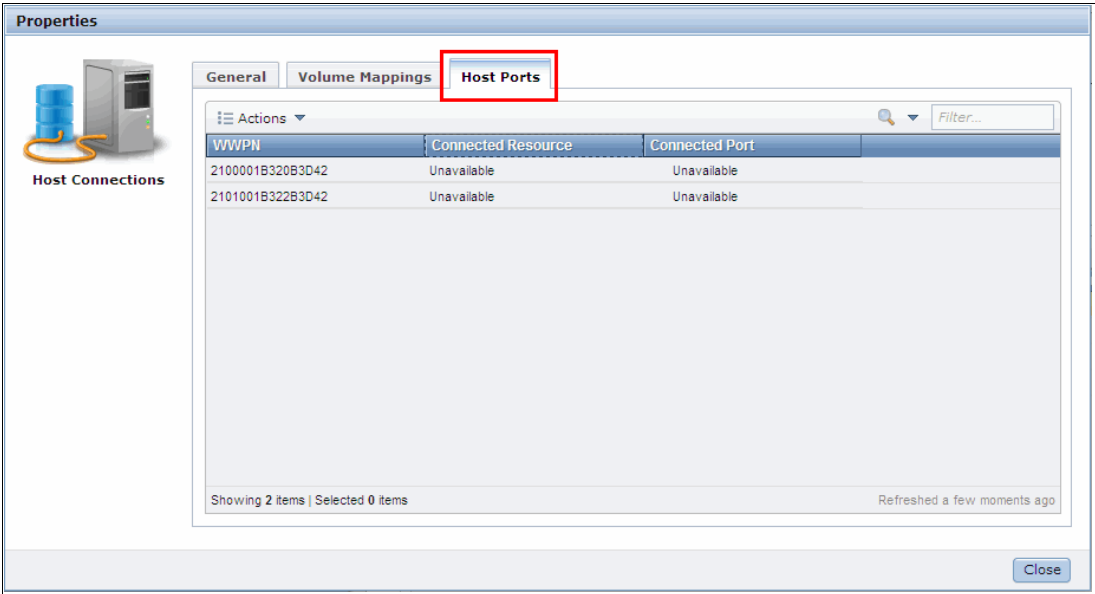 Properties
General Volume Mappings Host Ports
Actions Filter...
WWPN Connected Resource Connected Port
2100001B320B3D42 Unavailable Unavailable
2101001B322B3D42 Unavailable Unavailable
Host Connections
Showing 2 items | Selected 0 items Refreshed a few moments ago
Close